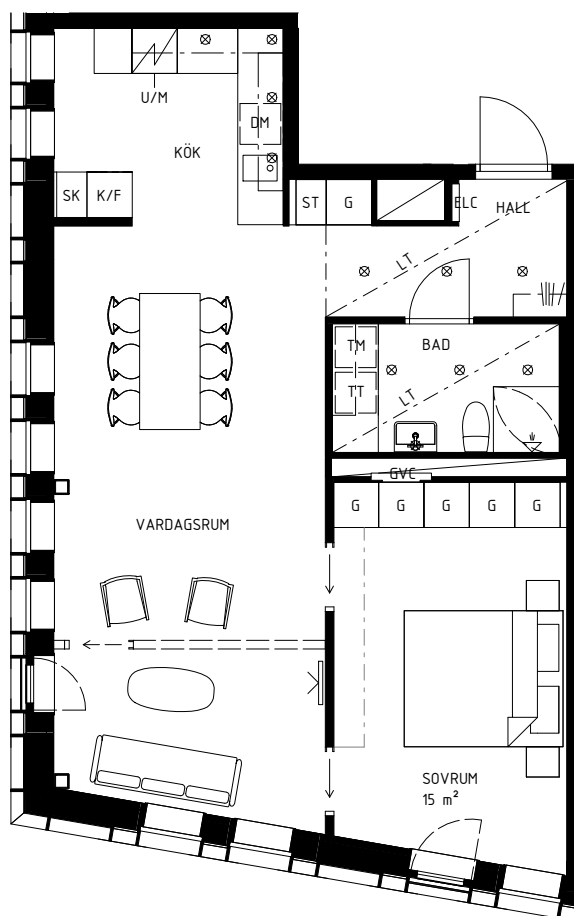 U/M
DM
KÖK
SK K/F
ST G
ELC
HALL
LT
TM
BAD
TT
LT
GVC
G G G G G
VARDAGSRUM
SOVRUM
15 m²